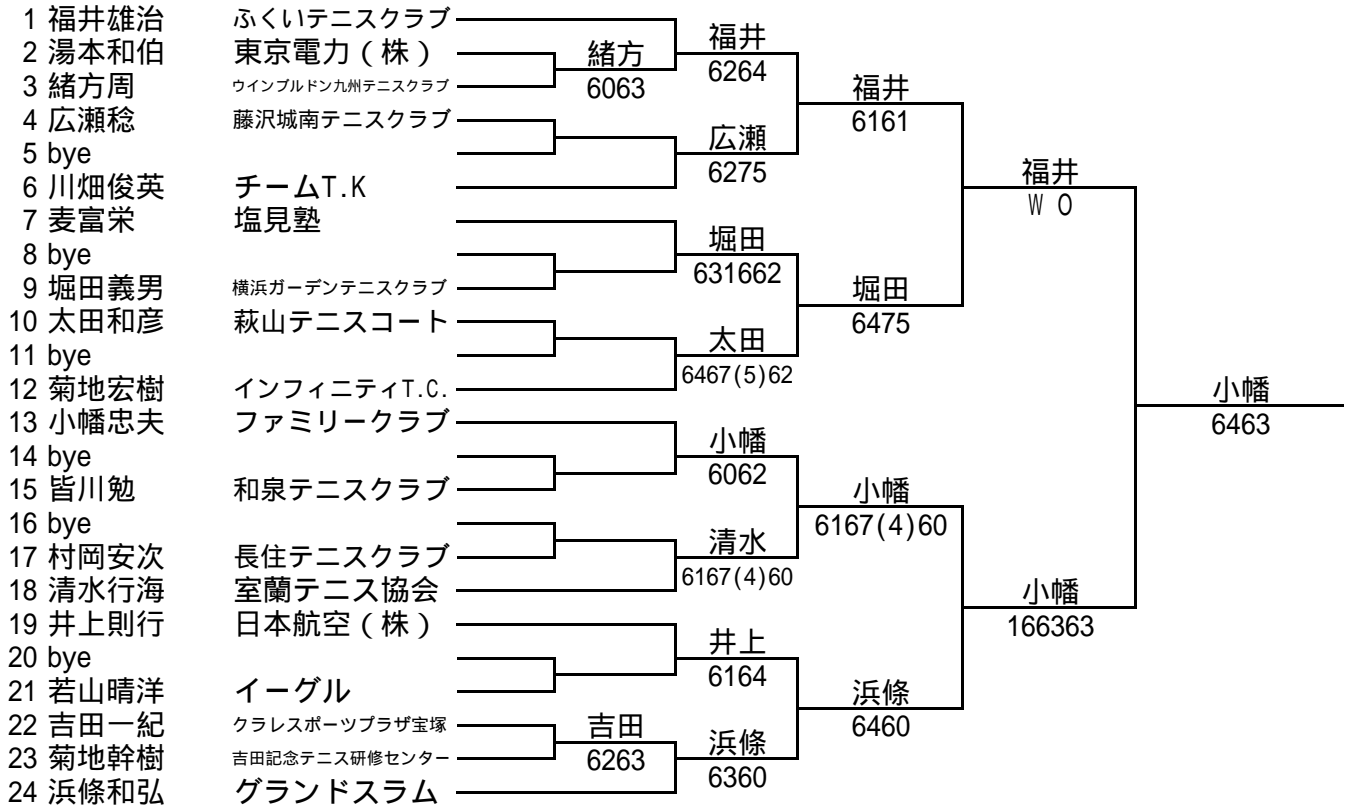 1 福井雄治 ふくいテニスクラブ
2 湯本和伯 東京電力(株)
3 緒方周 ウインブルドン九州テニスクラブ
4 広瀬稔 藤沢城南テニスクラブ
5 bye
6 川畑俊英 チームT.K
7 麦富栄 塩見塾
8 bye
9 堀田義男 横浜ガーデンテニスクラブ
10 太田和彦 萩山テニスコート
11 bye
12 菊地宏樹 インフィニティT.C.
13 小幡忠夫 ファミリークラブ
14 bye
15 皆川勉 和泉テニスクラブ
16 bye
17 村岡安次 長住テニスクラブ
18 清水行海 室蘭テニス協会
19 井上則行 日本航空(株)
20 bye
21 若山晴洋 イーグル
22 吉田一紀 クラレスポーツプラザ宝塚
23 菊地幹樹 吉田記念テニス研修センター
24 浜條和弘 グランドスラム
緒方
6063
吉田
6263
福井
6264
広瀬
6275
堀田
631662
太田
6467(5)62
小幡
6062
清水
6167(4)60
井上
6164
浜條
6360
福井
6161
堀田
6475
小幡
6167(4)60
浜條
6460
福井
W O
小幡
166363
小幡
6463